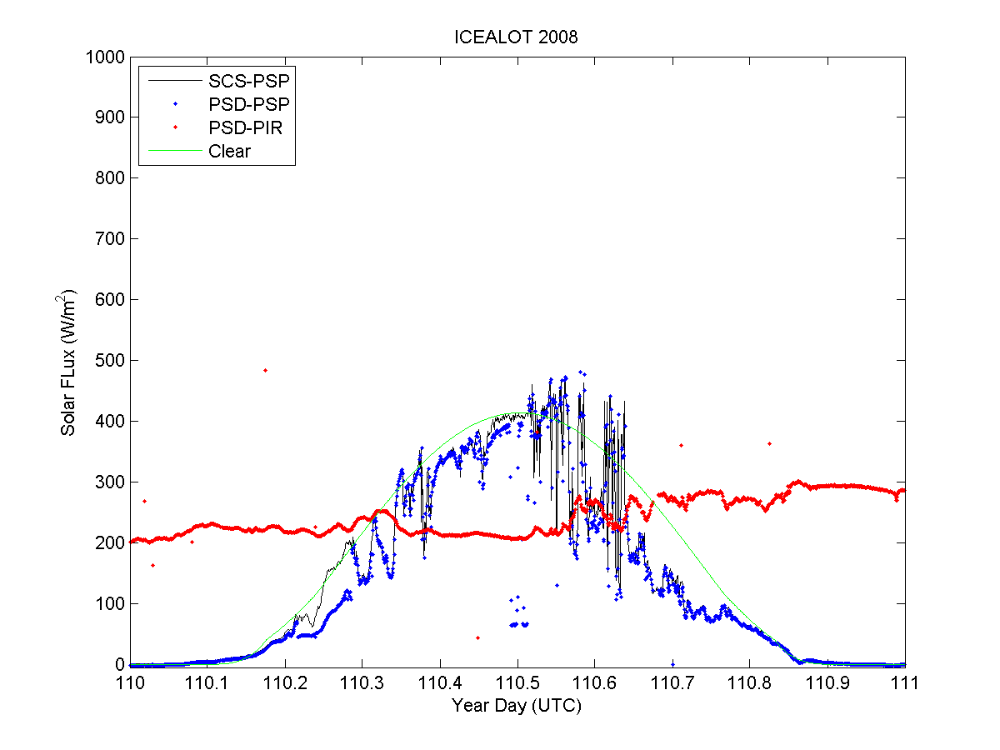 ICEALOT 2008
1000
900
800
700
600
500
400
300
200
100
0
Solar FLux (W/m²)
SCS-PSP
PSD-PSP
PSD-PIR
Clear
110 110.1 110.2 110.3 110.4 110.5 110.6 110.7 110.8 110.9 111
Year Day (UTC)